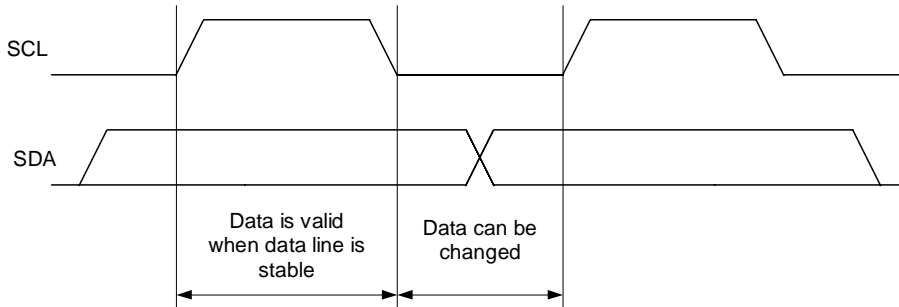 SCL
SDA
Data is valid
when data line is
stable
Data can be
changed